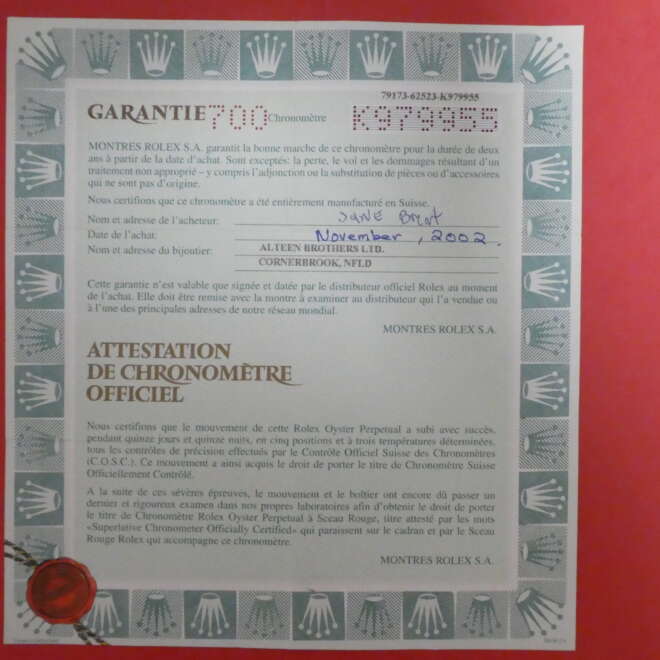 79173-62523-K979955
GARANTIE 700 Chronomètre K979955
MONTRES ROLEX S.A. garantit la bonne marche de ce chronomètre pour la durée de deux
ans à partir de la date d'achat. Sont exceptés: la perte, le vol et les dommages résultant d'un
traitement non approprié – y compris l'adjonction ou la substitution de pièces ou d'accessoires
qui ne sont pas d'origine.
Nous certifions que ce chronomètre a été entièrement manufacturé en Suisse.
Nom et adresse de l'acheteur:
Date de l'achat: November, 2002.
Nom et adresse du bijoutier: ALTEEN BROTHERS LTD.
CORNERBROOK, NFLD
Cette garantie n'est valable que signée et datée par le distributeur officiel Rolex au moment
de l'achat. Elle doit être remise avec la montre à examiner au distributeur qui l'a vendue ou
à l'une des principales adresses de notre réseau mondial.
MONTRES ROLEX S.A.
ATTESTATION
DE CHRONOMÈTRE
OFFICIEL
Nous certifions que le mouvement de cette Rolex Oyster Perpetual a subi avec succès,
pendant quinze jours et quinze nuits, en cinq positions et à trois températures déterminées,
tous les contrôles de précision effectués par le Contrôle Officiel Suisse des Chronomètres
(C.O.S.C.). Ce mouvement a ainsi acquis le droit de porter le titre de Chronomètre Suisse
Officiellement Contrôlé.
A la suite de ces sévères épreuves, le mouvement et le boîtier ont encore dû passer un
dernier et rigoureux examen dans nos propres laboratoires afin d'obtenir le droit de porter
le titre de Chronomètre Rolex Oyster Perpetual à Sceau Rouge, titre attesté par les mots
«Superlative Chronometer Officially Certified» qui paraissent sur le cadran et par le Sceau
Rouge Rolex qui accompagne ce chronomètre.
MONTRES ROLEX S.A.